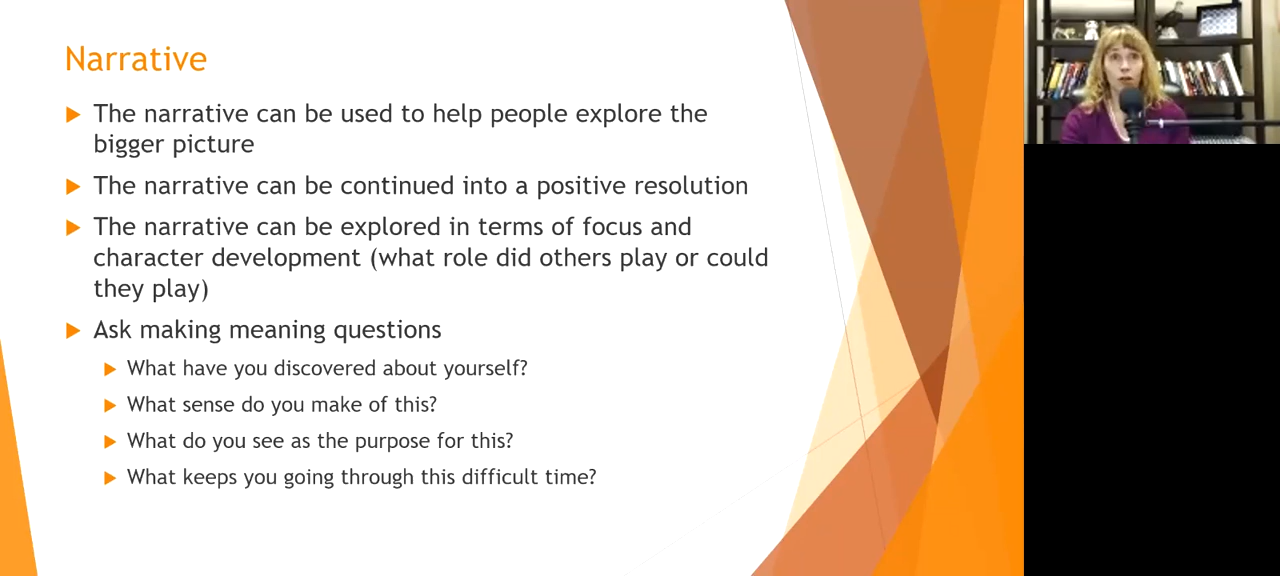 Narrative
The narrative can be used to help people explore the
bigger picture
The narrative can be continued into a positive resolution
The narrative can be explored in terms of focus and
character development (what role did others play or could
they play)
Ask making meaning questions
What have you discovered about yourself?
What sense do you make of this?
What do you see as the purpose for this?
What keeps you going through this difficult time?